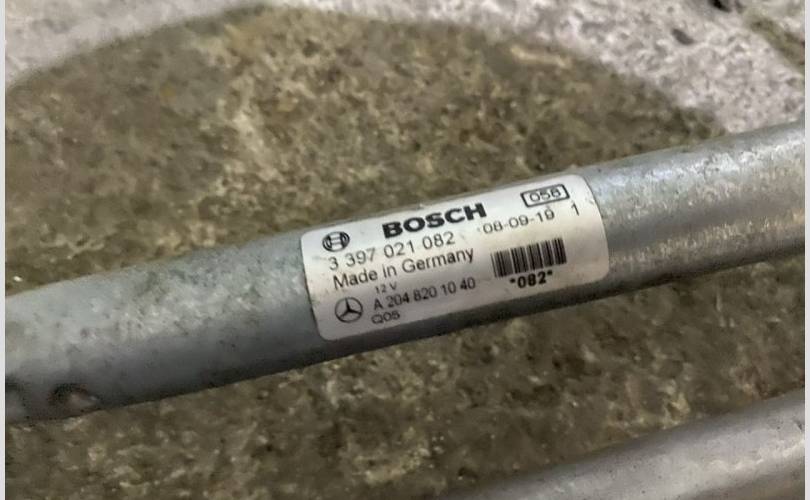 BOSCH 058
3 397 021 082 08-09-19 1
Made in Germany
12 V
A 204 820 10 40 *082*
Q05